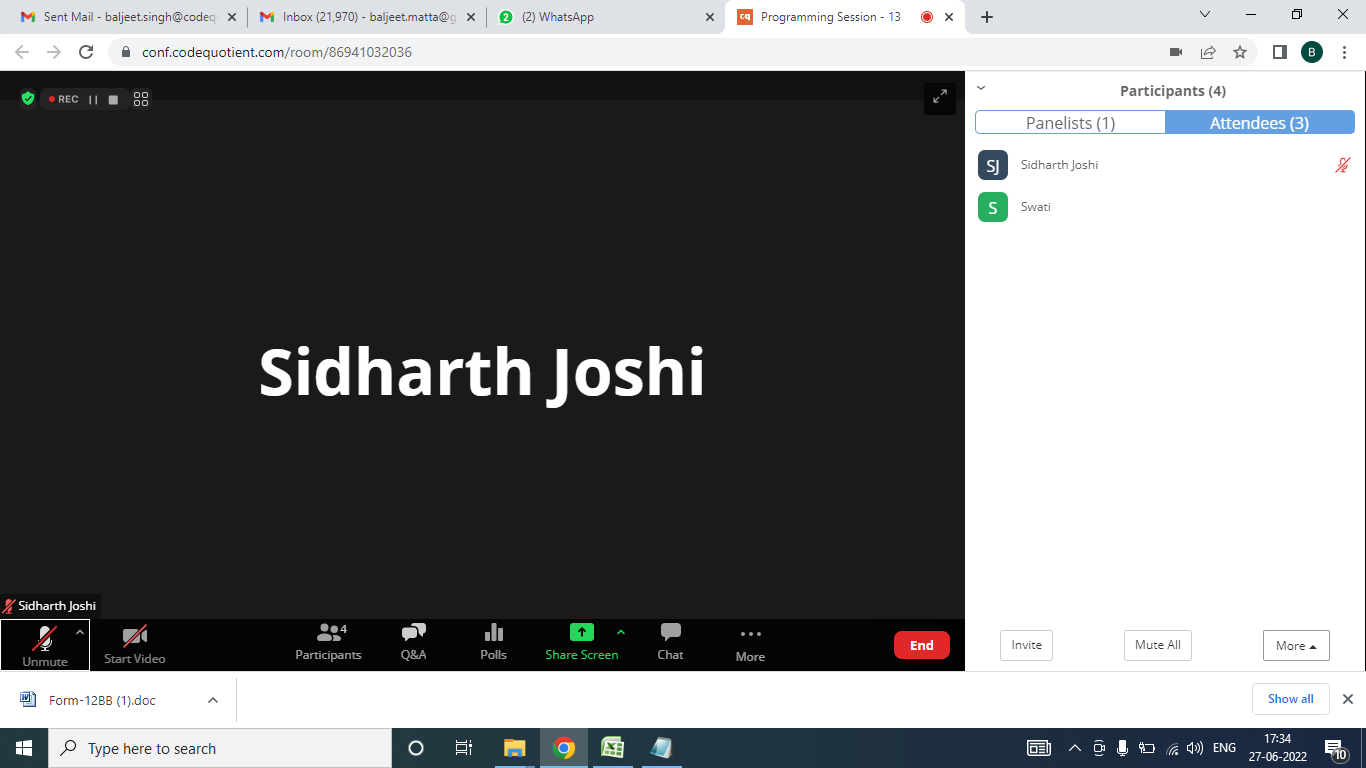 Sent Mail - baljeet.singh@codeq
Inbox (21,970) - baljeet.matta@g
2
(2) WhatsApp
cq
Programming Session - 13
conf.codequotient.com/room/86941032036
B
REC
Participants (4)
Panelists (1)
Attendees (3)
SJ
Sidharth Joshi
S
Swati
Sidharth Joshi
Sidharth Joshi
Unmute
Start Video
4
Participants
Q&A
Polls
Share Screen
Chat
More
End
Invite
Mute All
More
Form-12BB (1).doc
Show all
Type here to search
ENG
17:34
27-06-2022
10